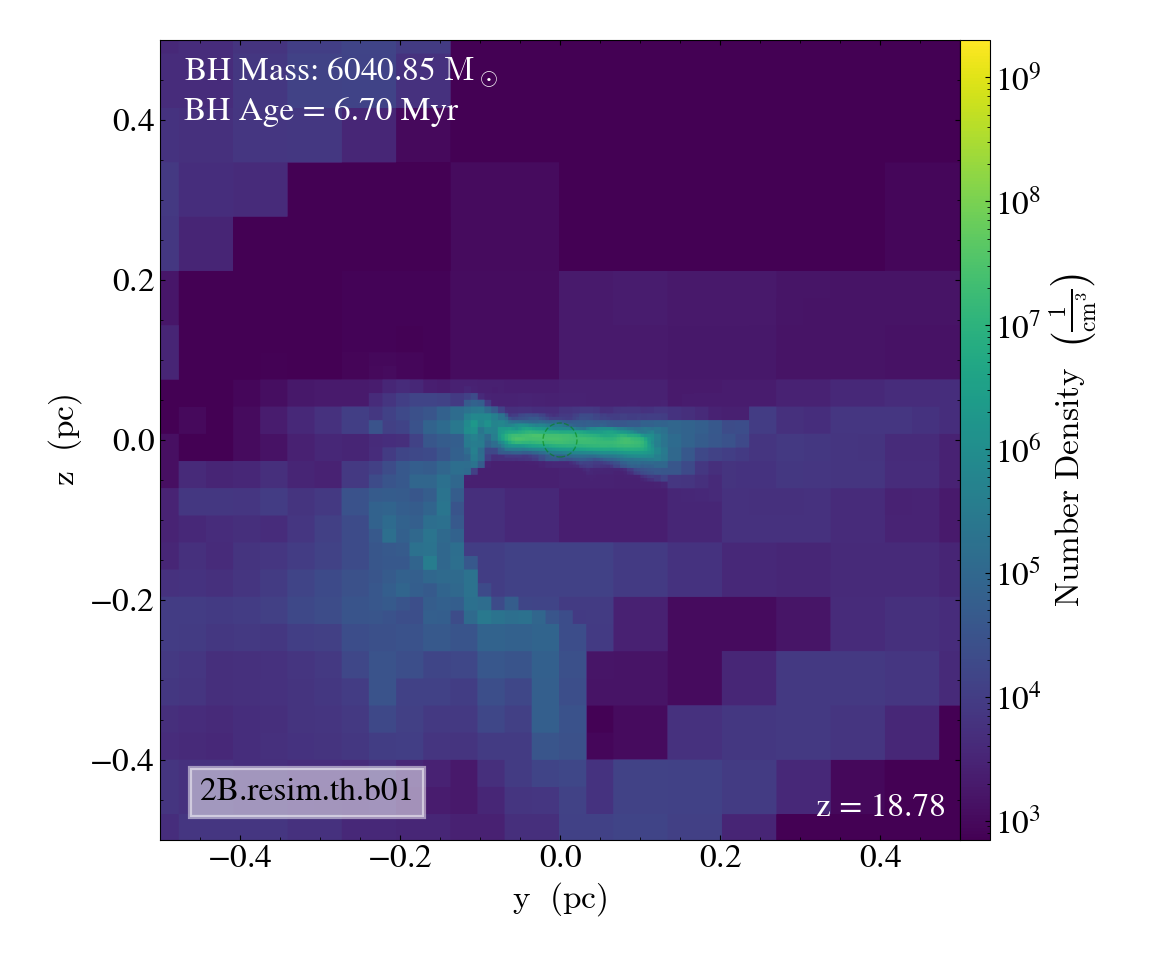 BH Mass: 6040.85 M⊙
BH Age = 6.70 Myr
0.4
0.2
0.0
−0.2
−0.4
z (pc)
2B.resim.th.b01
z = 18.78
−0.4 −0.2 0.0 0.2 0.4
y (pc)
10⁹
10⁸
10⁷
10⁶
10⁵
10⁴
10³
Number Density (1/cm³)